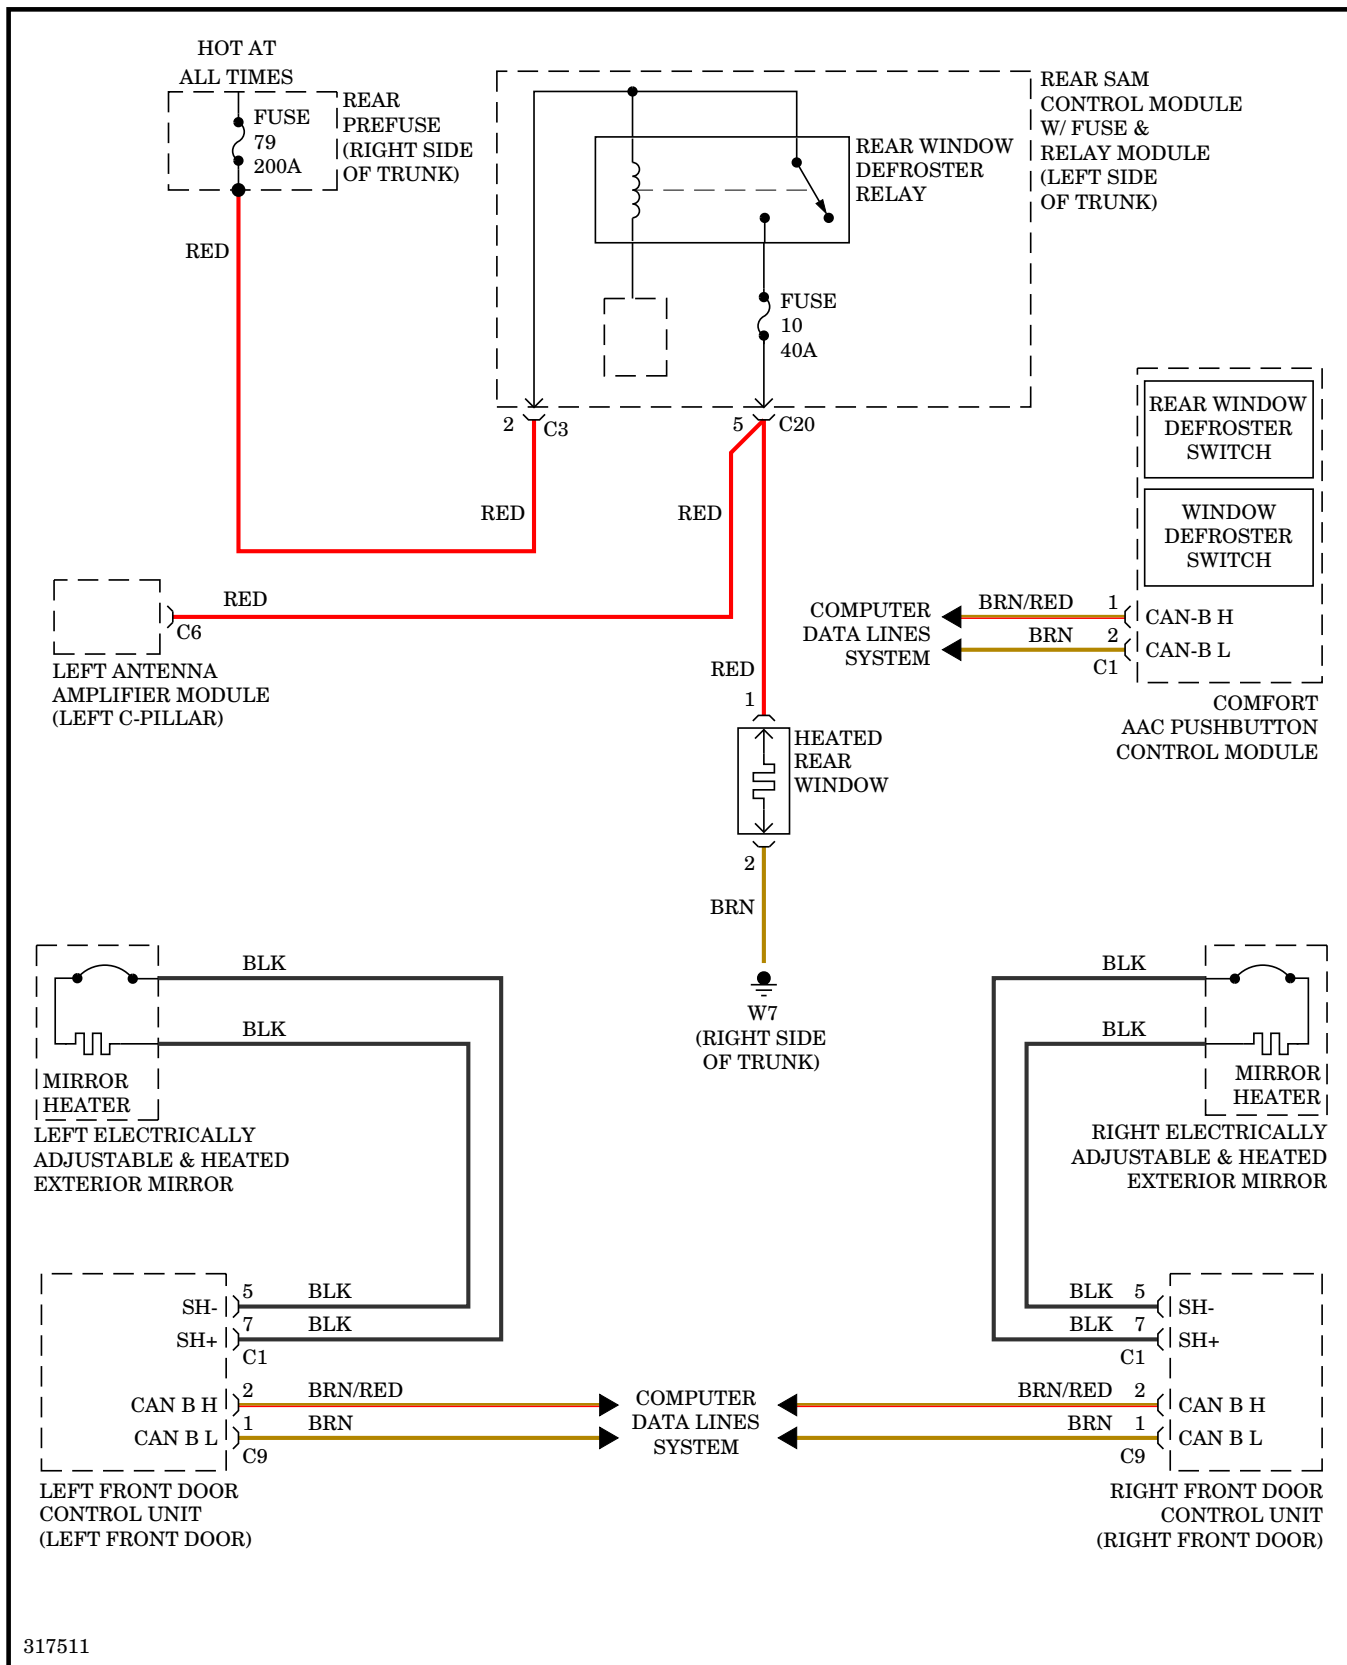 HOT AT
ALL TIMES
FUSE
79
200A
REAR
PREFUSE
(RIGHT SIDE
OF TRUNK)
RED
REAR WINDOW
DEFROSTER
RELAY
REAR SAM
CONTROL MODULE
W/ FUSE &
RELAY MODULE
(LEFT SIDE
OF TRUNK)
FUSE
10
40A
2 C3
5 C20
RED
RED
REAR WINDOW
DEFROSTER
SWITCH
WINDOW
DEFROSTER
SWITCH
RED
C6
LEFT ANTENNA
AMPLIFIER MODULE
(LEFT C-PILLAR)
COMPUTER
DATA LINES
SYSTEM
BRN/RED 1 CAN-B H
BRN 2 CAN-B L
C1
COMFORT
AAC PUSHBUTTON
CONTROL MODULE
RED
1
HEATED
REAR
WINDOW
2
BRN
W7
(RIGHT SIDE
OF TRUNK)
BLK
BLK
MIRROR
HEATER
LEFT ELECTRICALLY
ADJUSTABLE & HEATED
EXTERIOR MIRROR
BLK
BLK
MIRROR
HEATER
RIGHT ELECTRICALLY
ADJUSTABLE & HEATED
EXTERIOR MIRROR
SH- 5 BLK
SH+ 7 BLK
C1
CAN B H 2 BRN/RED
CAN B L 1 BRN
C9
LEFT FRONT DOOR
CONTROL UNIT
(LEFT FRONT DOOR)
COMPUTER
DATA LINES
SYSTEM
BLK 5 SH-
BLK 7 SH+
C1
BRN/RED 2 CAN B H
BRN 1 CAN B L
C9
RIGHT FRONT DOOR
CONTROL UNIT
(RIGHT FRONT DOOR)
317511